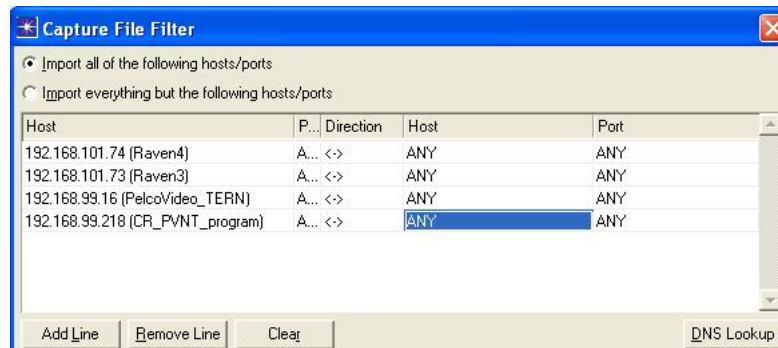 Capture File Filter
Import all of the following hosts/ports
Import everything but the following hosts/ports
Host P... Direction Host Port
192.168.101.74 (Raven4) A... <-> ANY ANY
192.168.101.73 (Raven3) A... <-> ANY ANY
192.168.99.16 (PelcoVideo_TERN) A... <-> ANY ANY
192.168.99.218 (CR_PVNT_program) A... <-> ANY ANY
Add Line Remove Line Clear DNS Lookup